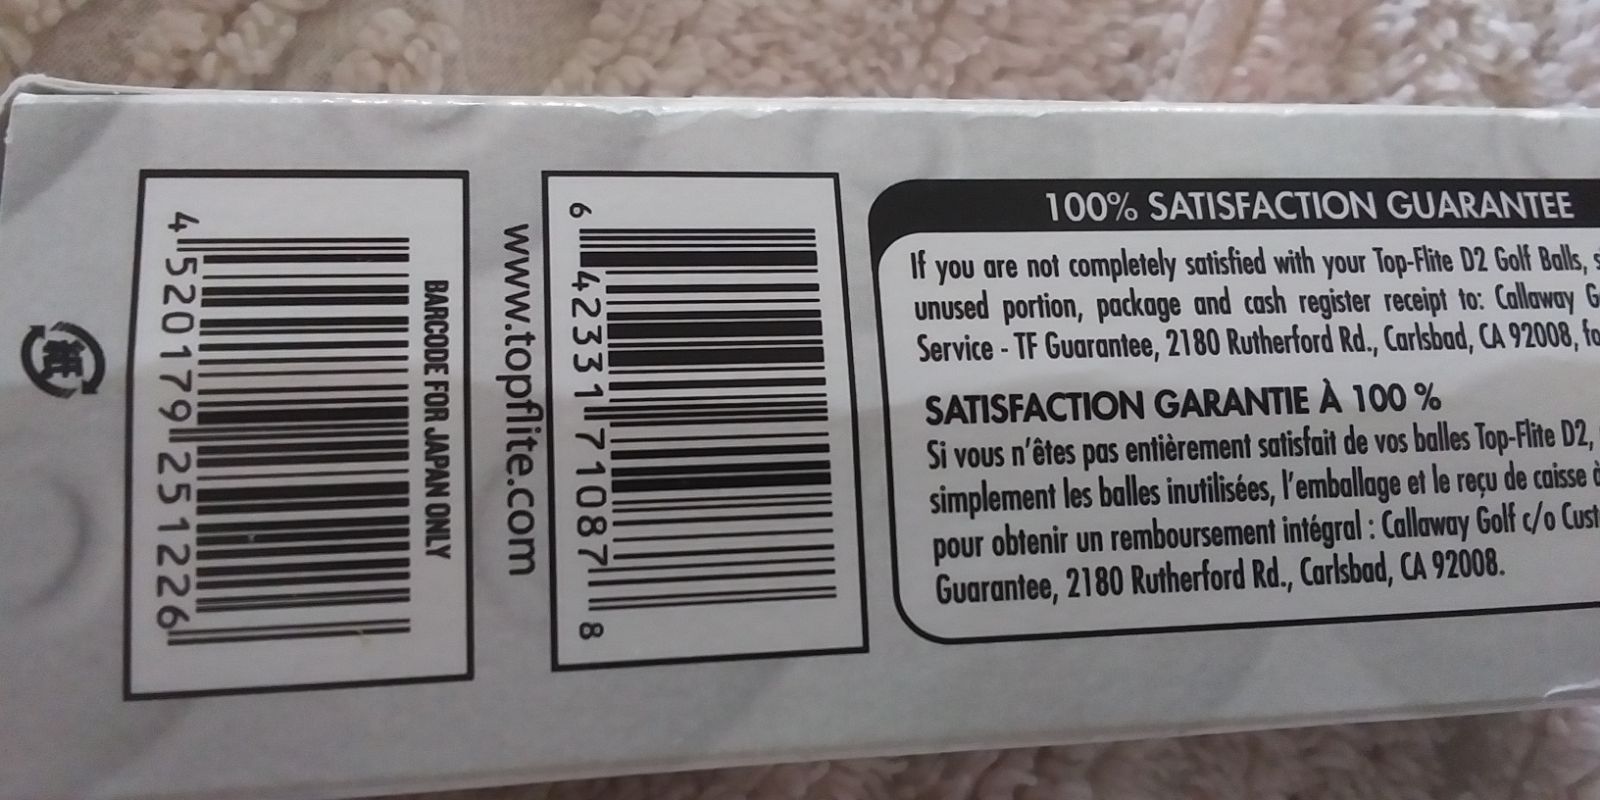 紙
4 520179 251226
BARCODE FOR JAPAN ONLY
www.topflite.com
6 42331 71087 8
100% SATISFACTION GUARANTEE
If you are not completely satisfied with your Top-Flite D2 Golf Balls,
unused portion, package and cash register receipt to: Callaway
Service - TF Guarantee, 2180 Rutherford Rd., Carlsbad, CA 92008,
SATISFACTION GARANTIE À 100 %
Si vous n'êtes pas entièrement satisfait de vos balles Top-Flite D2,
simplement les balles inutilisées, l'emballage et le reçu de caisse à
pour obtenir un remboursement intégral : Callaway Golf c/o
Guarantee, 2180 Rutherford Rd., Carlsbad, CA 92008.